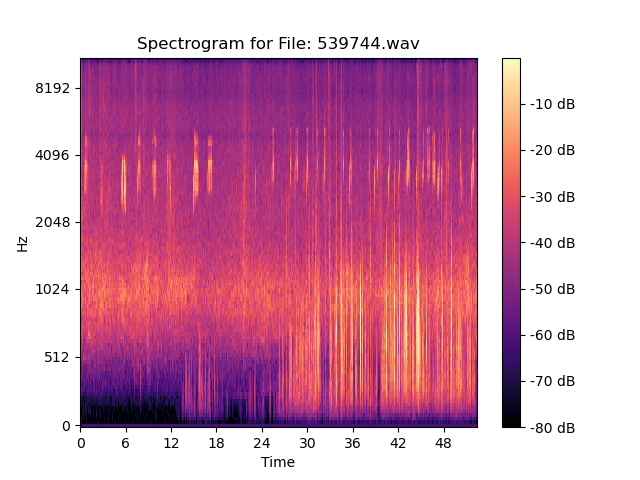 Spectrogram for File: 539744.wav
8192
4096
2048
1024
512
0
Hz
0 6 12 18 24 30 36 42 48
Time
-10 dB
-20 dB
-30 dB
-40 dB
-50 dB
-60 dB
-70 dB
-80 dB